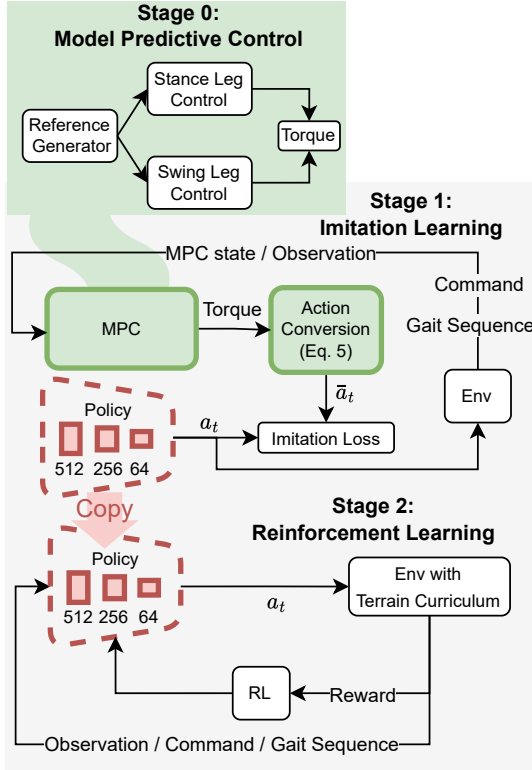 Stage 0:
Model Predictive Control
Stance Leg
Control
Reference
Generator
Torque
Swing Leg
Control
Stage 1:
Imitation Learning
MPC state / Observation
Command
Gait Sequence
MPC
Torque
Action
Conversion
(Eq. 5)
Env
Policy
512 256 64
a_t
ā_t
Imitation Loss
Copy
Stage 2:
Reinforcement Learning
Policy
512 256 64
a_t
Env with
Terrain Curriculum
RL
Reward
Observation / Command / Gait Sequence